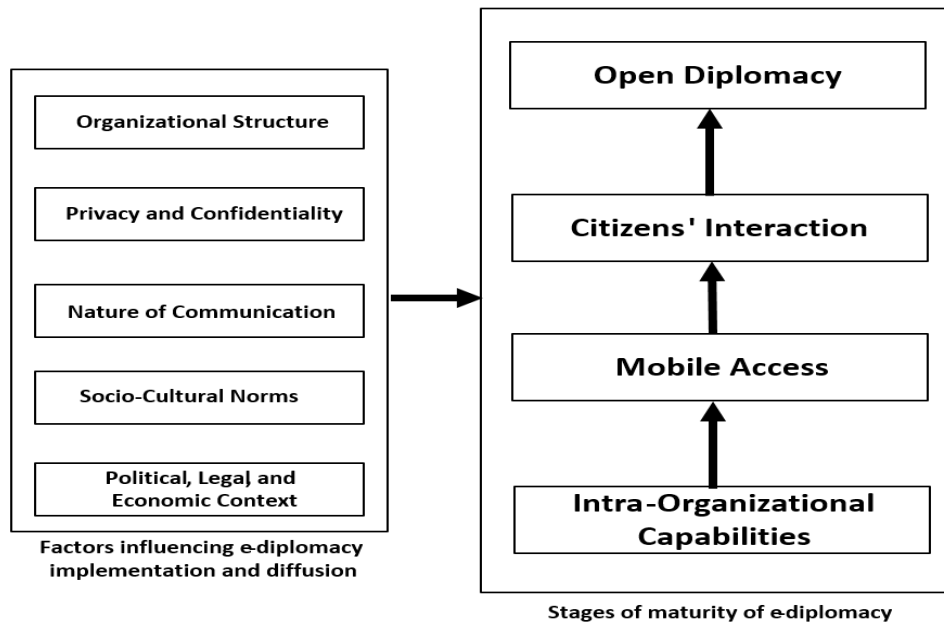 Organizational Structure
Privacy and Confidentiality
Nature of Communication
Socio-Cultural Norms
Political, Legal, and
Economic Context
Factors influencing e-diplomacy
implementation and diffusion
Open Diplomacy
Citizens' Interaction
Mobile Access
Intra-Organizational
Capabilities
Stages of maturity of e-diplomacy